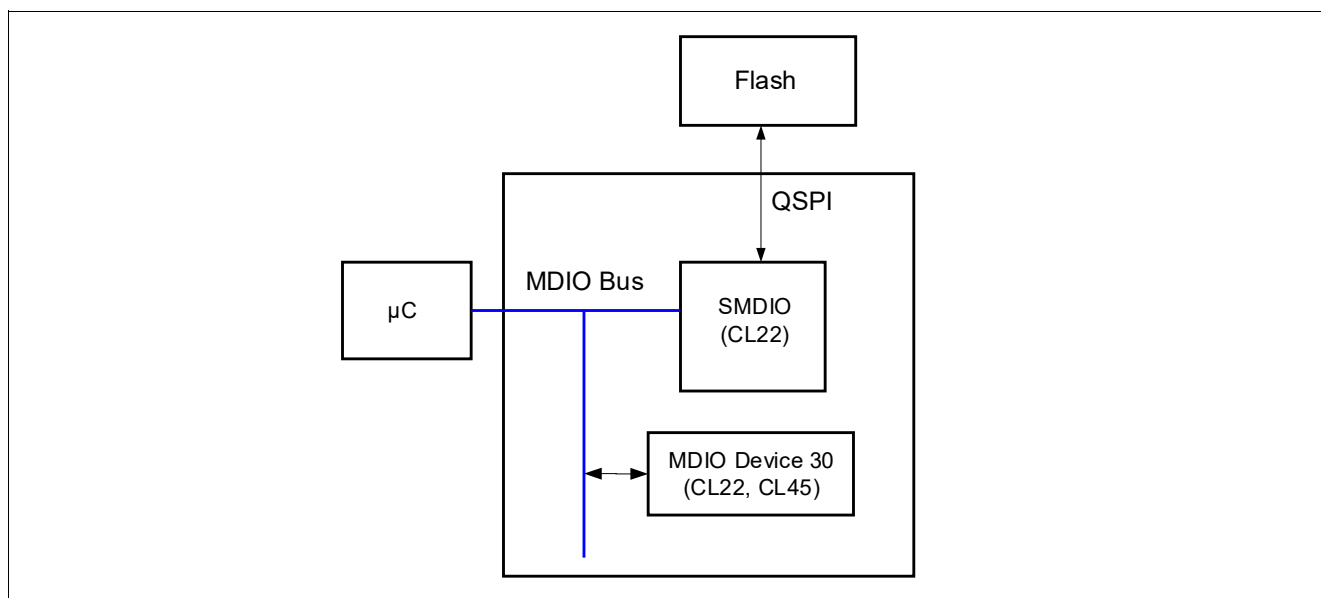 Flash
QSPI
MDIO Bus
µC
SMDIO
(CL22)
MDIO Device 30
(CL22, CL45)